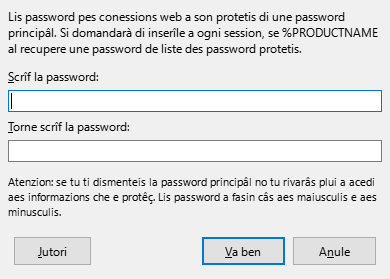 Lis password pes conessions web a son protetis di une password
principâl. Si domandarà di inserîle a ogni session, se %PRODUCTNAME
al recupere une password de liste des password protetis.
Scrîf la password:
Torne scrîf la password:
Atenzion: se tu ti dismenteis la password principâl no tu rivarâs plui a acedi
aes informazions che e protêç. Lis password a fasin câs aes maiusculis e aes
minusculis.
Jutori
Va ben
Anule